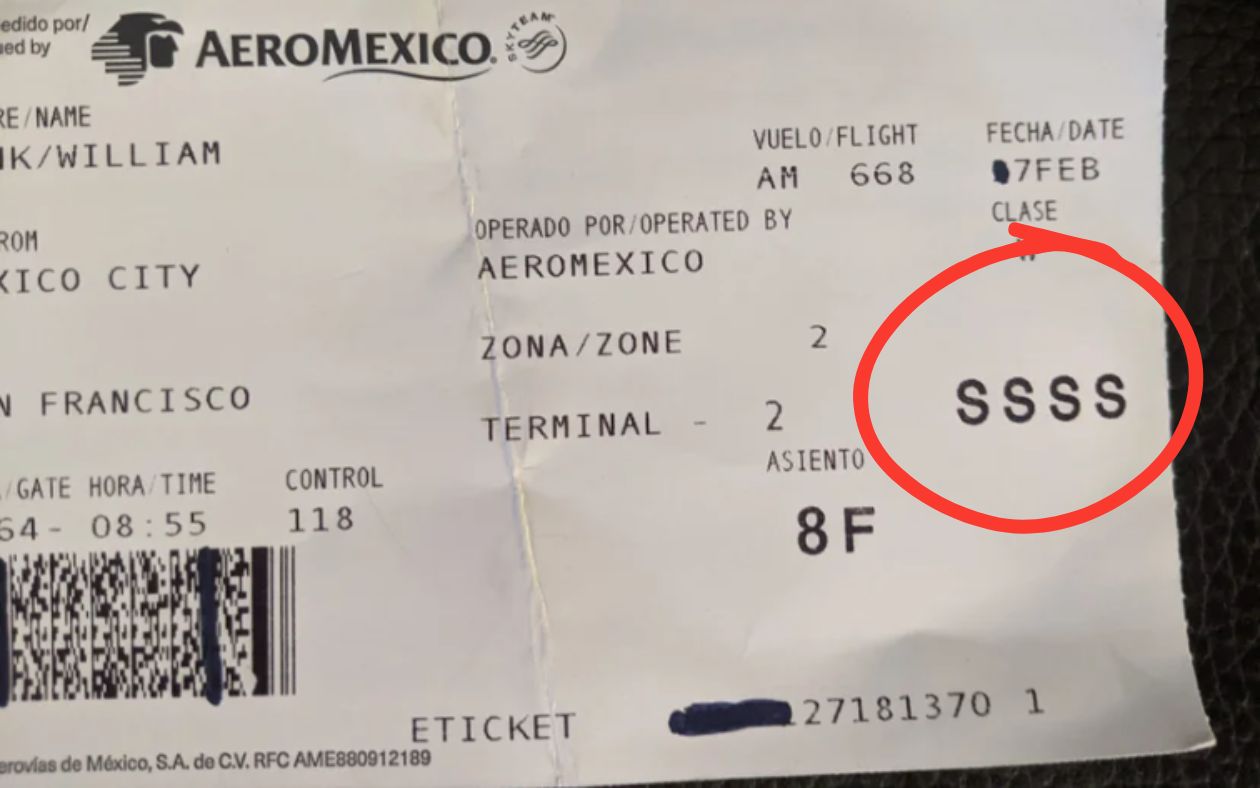 edido por/
ued by
AEROMEXICO.
SKYTEAM
RE/NAME
NK/WILLIAM
ROM
XICO CITY
N FRANCISCO
/GATE HORA/TIME CONTROL
64- 08:55 118
VUELO/FLIGHT FECHA/DATE
AM 668 7FEB
OPERADO POR/OPERATED BY CLASE
AEROMEXICO
ZONA/ZONE 2
TERMINAL - 2 SSSS
ASIENTO
8F
ETICKET 27181370 1
erovías de México, S.A. de C.V. RFC AME880912189